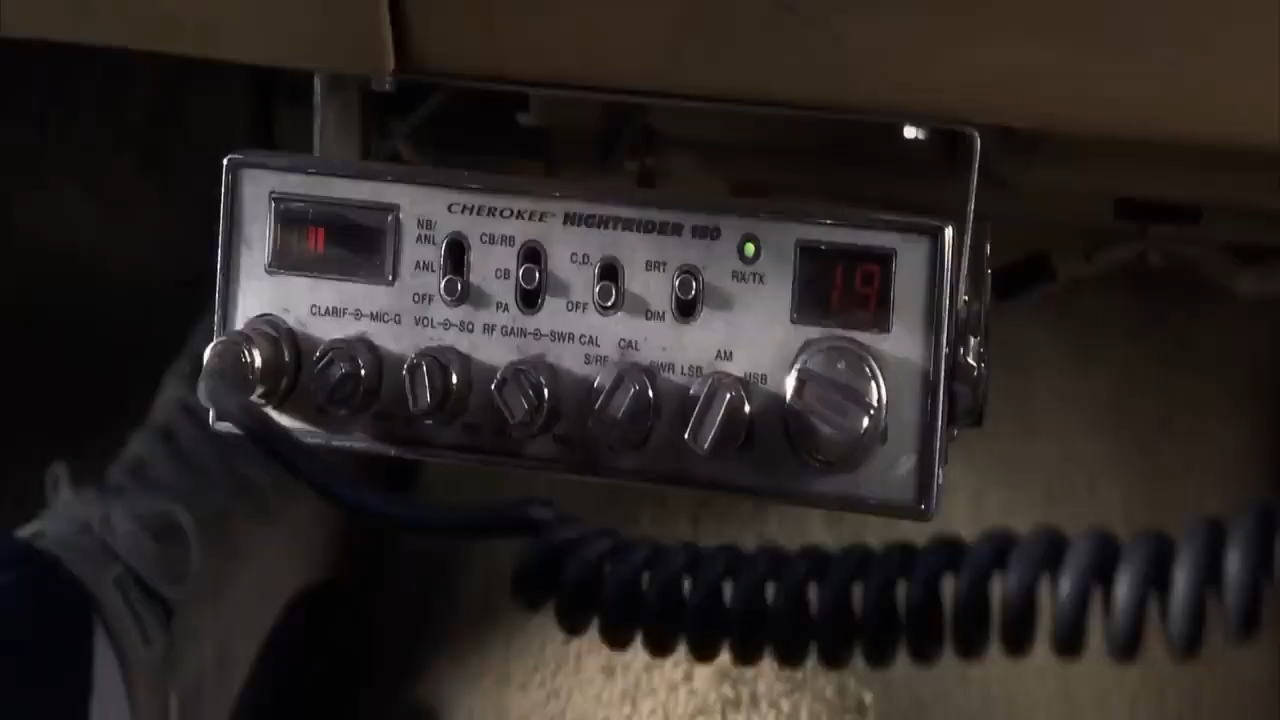 CHEROKEE™ NIGHTRIDER 150
NB/
ANL
ANL
OFF
CB/RB
CB
PA
C.D.
OFF
BRT
DIM
RX/TX
19
CLARIF MIC-G
VOL SQ
RF GAIN SWR CAL
CAL
S/RF
SWR
AM
LSB
USB